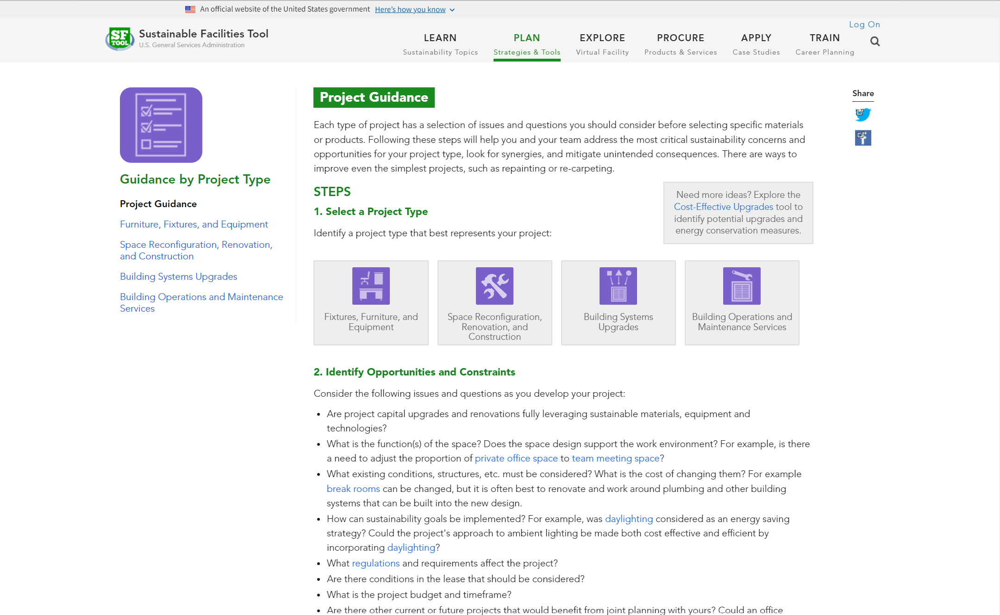 An official website of the United States government Here's how you know
Log On
SF
TOOL
Sustainable Facilities Tool
U.S. General Services Administration
LEARN
Sustainability Topics
PLAN
Strategies & Tools
EXPLORE
Virtual Facility
PROCURE
Products & Services
APPLY
Case Studies
TRAIN
Career Planning
Guidance by Project Type
Project Guidance
Furniture, Fixtures, and Equipment
Space Reconfiguration, Renovation,
and Construction
Building Systems Upgrades
Building Operations and Maintenance
Services
Project Guidance
Each type of project has a selection of issues and questions you should consider before selecting specific materials
or products. Following these steps will help you and your team address the most critical sustainability concerns and
opportunities for your project type, look for synergies, and mitigate unintended consequences. There are ways to
improve even the simplest projects, such as repainting or re-carpeting.
STEPS
1. Select a Project Type
Identify a project type that best represents your project:
Need more ideas? Explore the
Cost-Effective Upgrades tool to
identify potential upgrades and
energy conservation measures.
Fixtures, Furniture, and
Equipment
Space Reconfiguration,
Renovation, and
Construction
Building Systems
Upgrades
Building Operations and
Maintenance Services
2. Identify Opportunities and Constraints
Consider the following issues and questions as you develop your project:
• Are project capital upgrades and renovations fully leveraging sustainable materials, equipment and
technologies?
• What is the function(s) of the space? Does the space design support the work environment? For example, is there
a need to adjust the proportion of private office space to team meeting space?
• What existing conditions, structures, etc. must be considered? What is the cost of changing them? For example
break rooms can be changed, but it is often best to renovate and work around plumbing and other building
systems that can be built into the new design.
• How can sustainability goals be implemented? For example, was daylighting considered as an energy saving
strategy? Could the project's approach to ambient lighting be made both cost effective and efficient by
incorporating daylighting?
• What regulations and requirements affect the project?
• Are there conditions in the lease that should be considered?
• What is the project budget and timeframe?
• Are there other current or future projects that would benefit from joint planning with yours? Could an office
Share